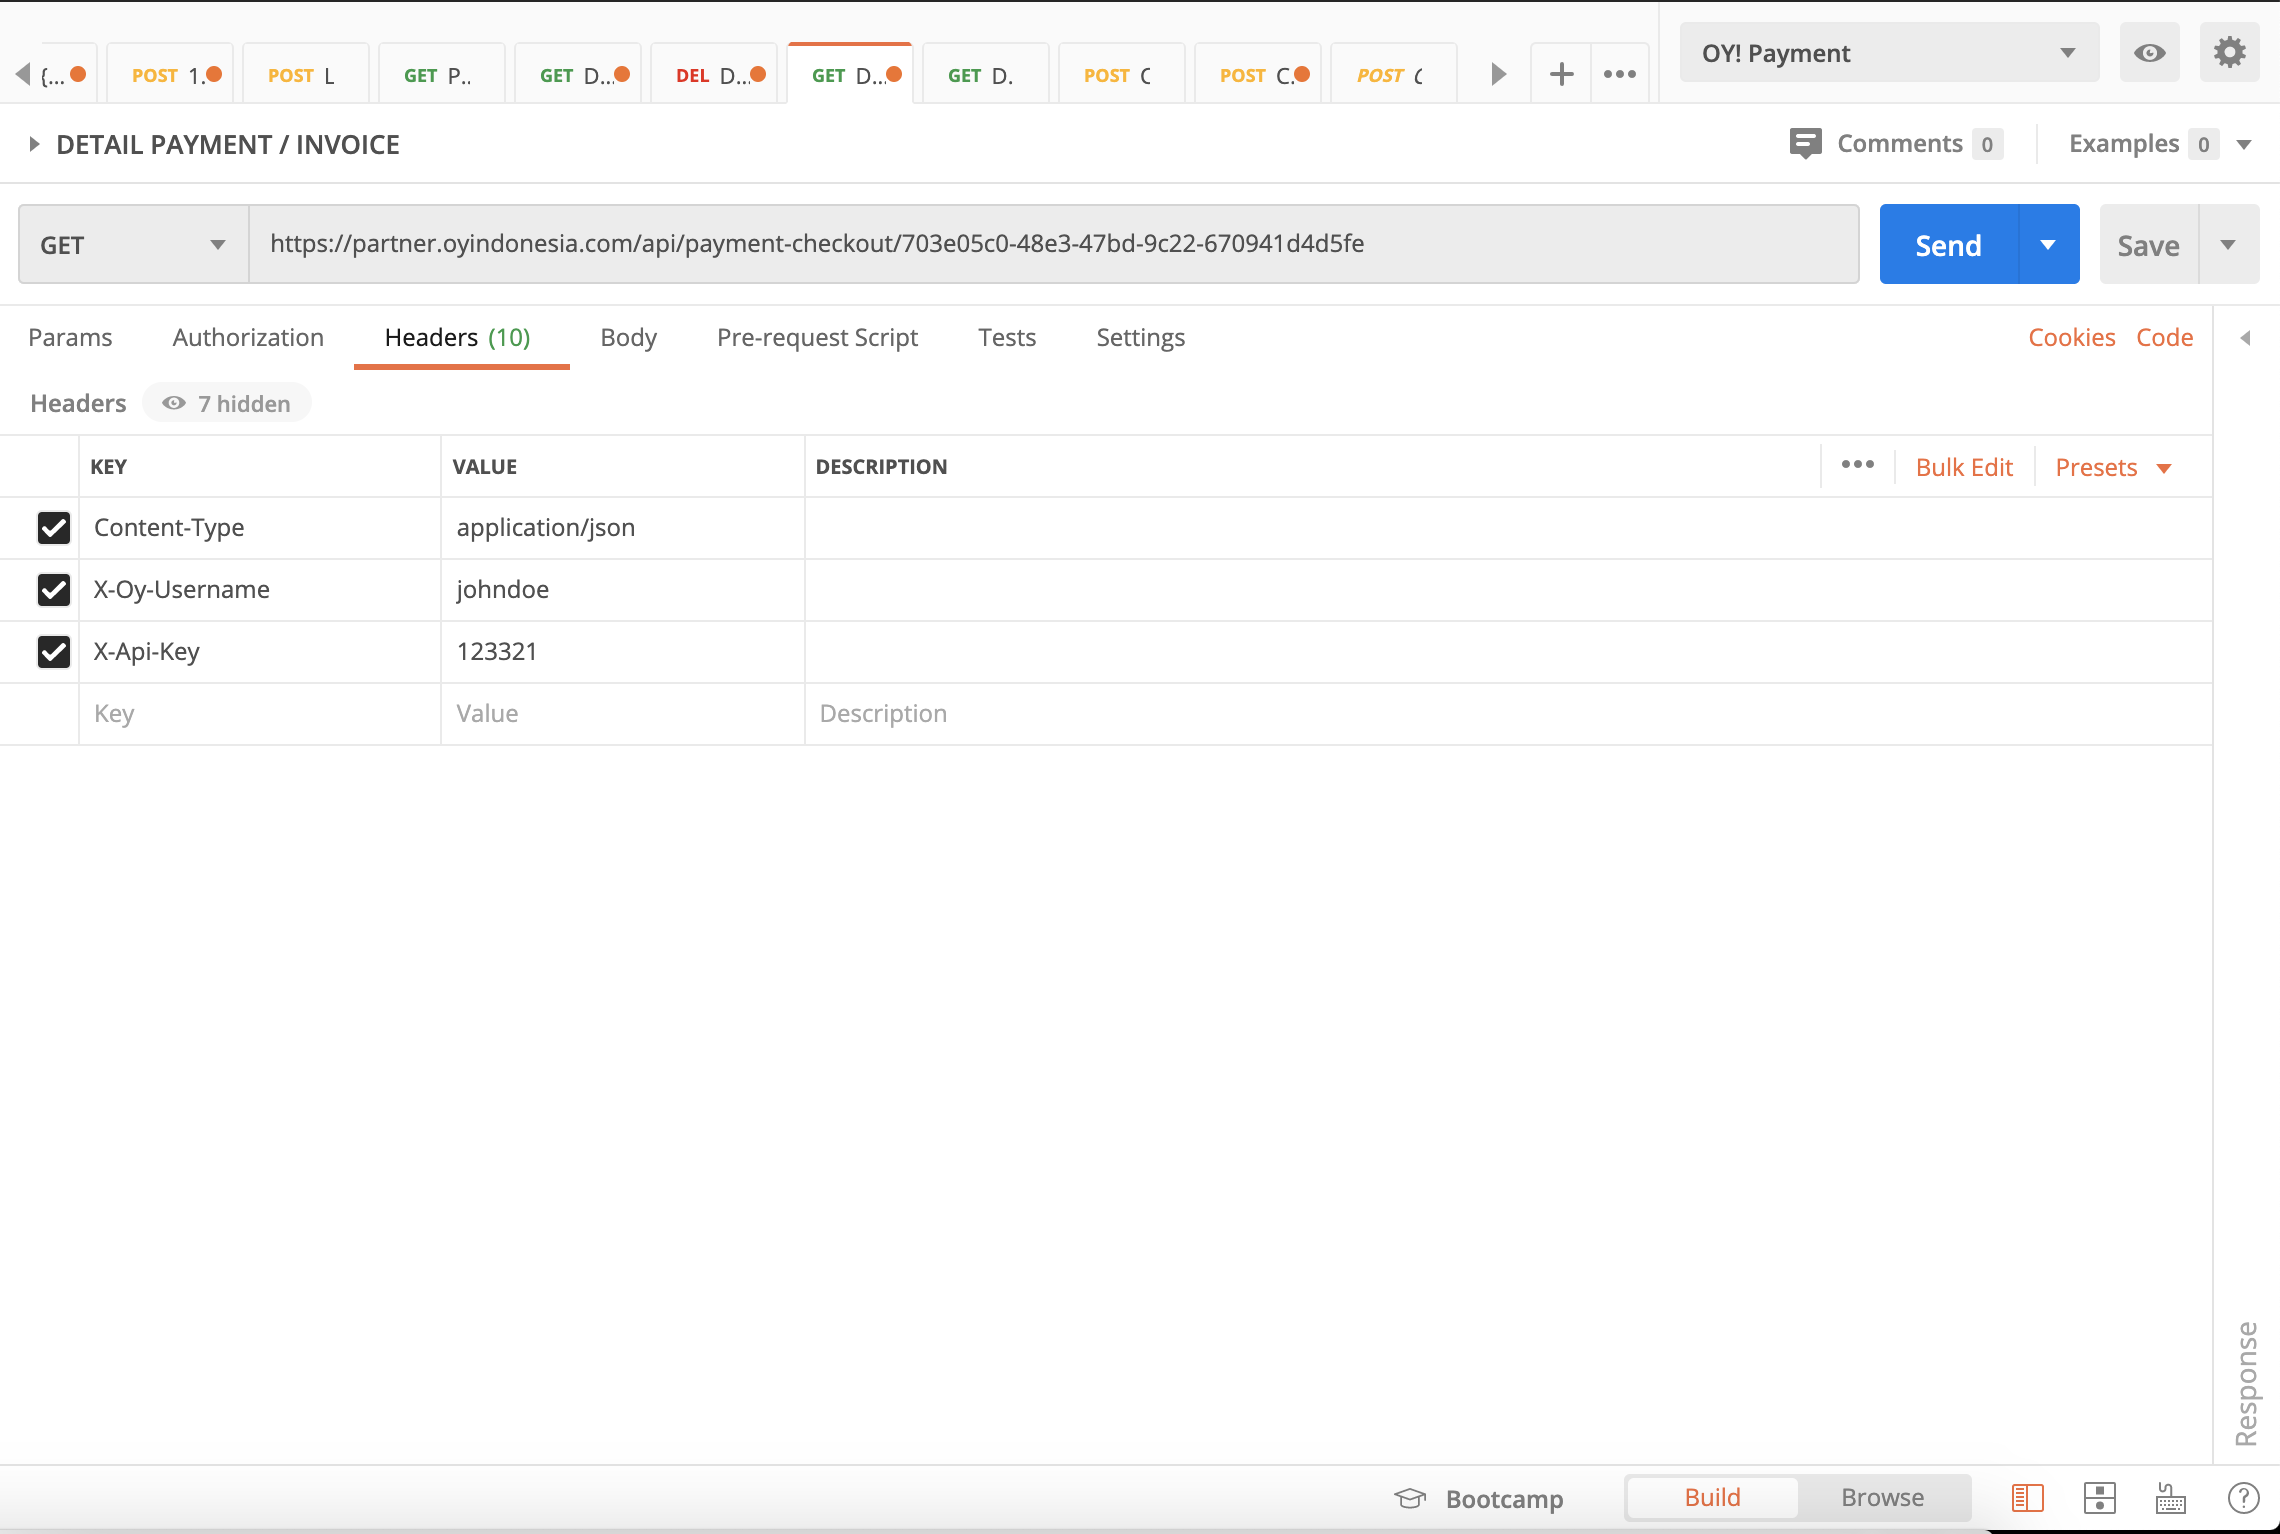 {... POST 1. POST L GET P.. GET D... DEL D... GET D... GET D. POST C POST C. POST C OY! Payment
DETAIL PAYMENT / INVOICE Comments 0 Examples 0
GET https://partner.oyindonesia.com/api/payment-checkout/703e05c0-48e3-47bd-9c22-670941d4d5fe Send Save
Params Authorization Headers (10) Body Pre-request Script Tests Settings Cookies Code
Headers 7 hidden
KEY VALUE DESCRIPTION Bulk Edit Presets
Content-Type application/json
X-Oy-Username johndoe
X-Api-Key 123321
Key Value Description
Response
Bootcamp Build Browse